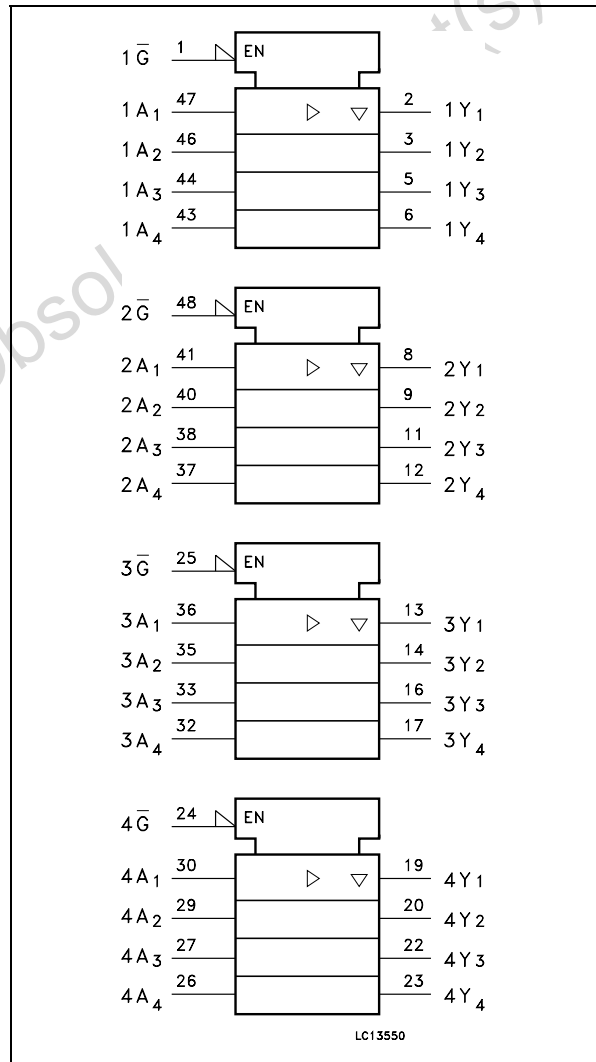 t(s)
1G̅ 1 EN
1A1 47 2 1Y1
1A2 46 3 1Y2
1A3 44 5 1Y3
1A4 43 6 1Y4
obsol
2G̅ 48 EN
2A1 41 8 2Y1
2A2 40 9 2Y2
2A3 38 11 2Y3
2A4 37 12 2Y4
3G̅ 25 EN
3A1 36 13 3Y1
3A2 35 14 3Y2
3A3 33 16 3Y3
3A4 32 17 3Y4
4G̅ 24 EN
4A1 30 19 4Y1
4A2 29 20 4Y2
4A3 27 22 4Y3
4A4 26 23 4Y4
LC13550